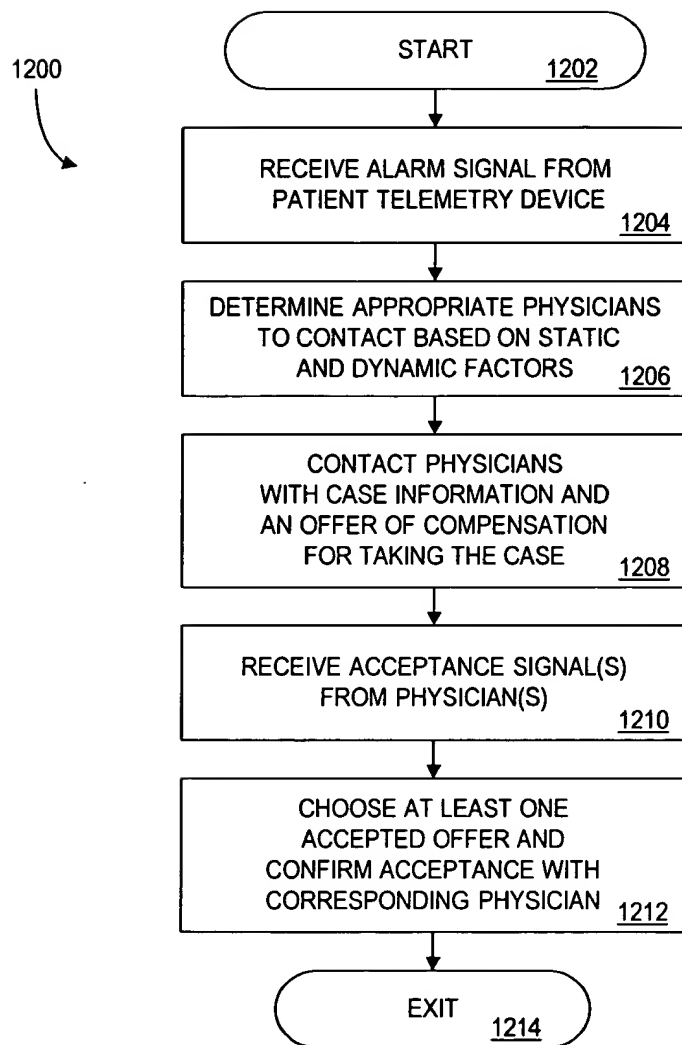 1200
START
1202
RECEIVE ALARM SIGNAL FROM
PATIENT TELEMETRY DEVICE
1204
DETERMINE APPROPRIATE PHYSICIANS
TO CONTACT BASED ON STATIC
AND DYNAMIC FACTORS
1206
CONTACT PHYSICIANS
WITH CASE INFORMATION AND
AN OFFER OF COMPENSATION
FOR TAKING THE CASE
1208
RECEIVE ACCEPTANCE SIGNAL(S)
FROM PHYSICIAN(S)
1210
CHOOSE AT LEAST ONE
ACCEPTED OFFER AND
CONFIRM ACCEPTANCE WITH
CORRESPONDING PHYSICIAN
1212
EXIT
1214